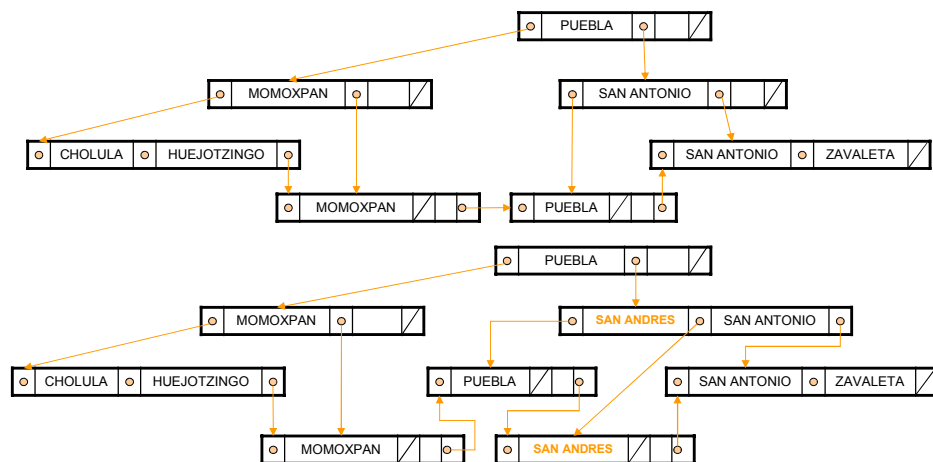 PUEBLA
MOMOXPAN SAN ANTONIO
CHOLULA HUEJOTZINGO SAN ANTONIO ZAVALETA
MOMOXPAN PUEBLA
PUEBLA
MOMOXPAN SAN ANDRES SAN ANTONIO
CHOLULA HUEJOTZINGO PUEBLA SAN ANTONIO ZAVALETA
MOMOXPAN SAN ANDRES